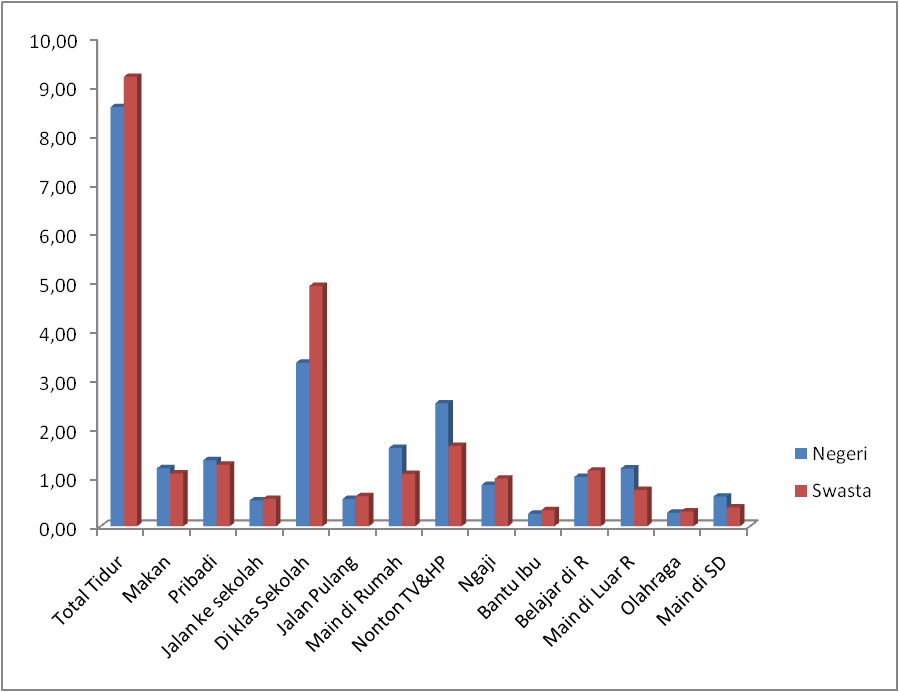 10,00
9,00
8,00
7,00
6,00
5,00
4,00
3,00
2,00
1,00
0,00
Negeri
Swasta
Total Tidur
Makan
Pribadi
Jalan ke sekolah
Di klas Sekolah
Jalan Pulang
Main di Rumah
Nonton TV&HP
Ngaji
Bantu Ibu
Belajar di R
Main di Luar R
Olahraga
Main di SD